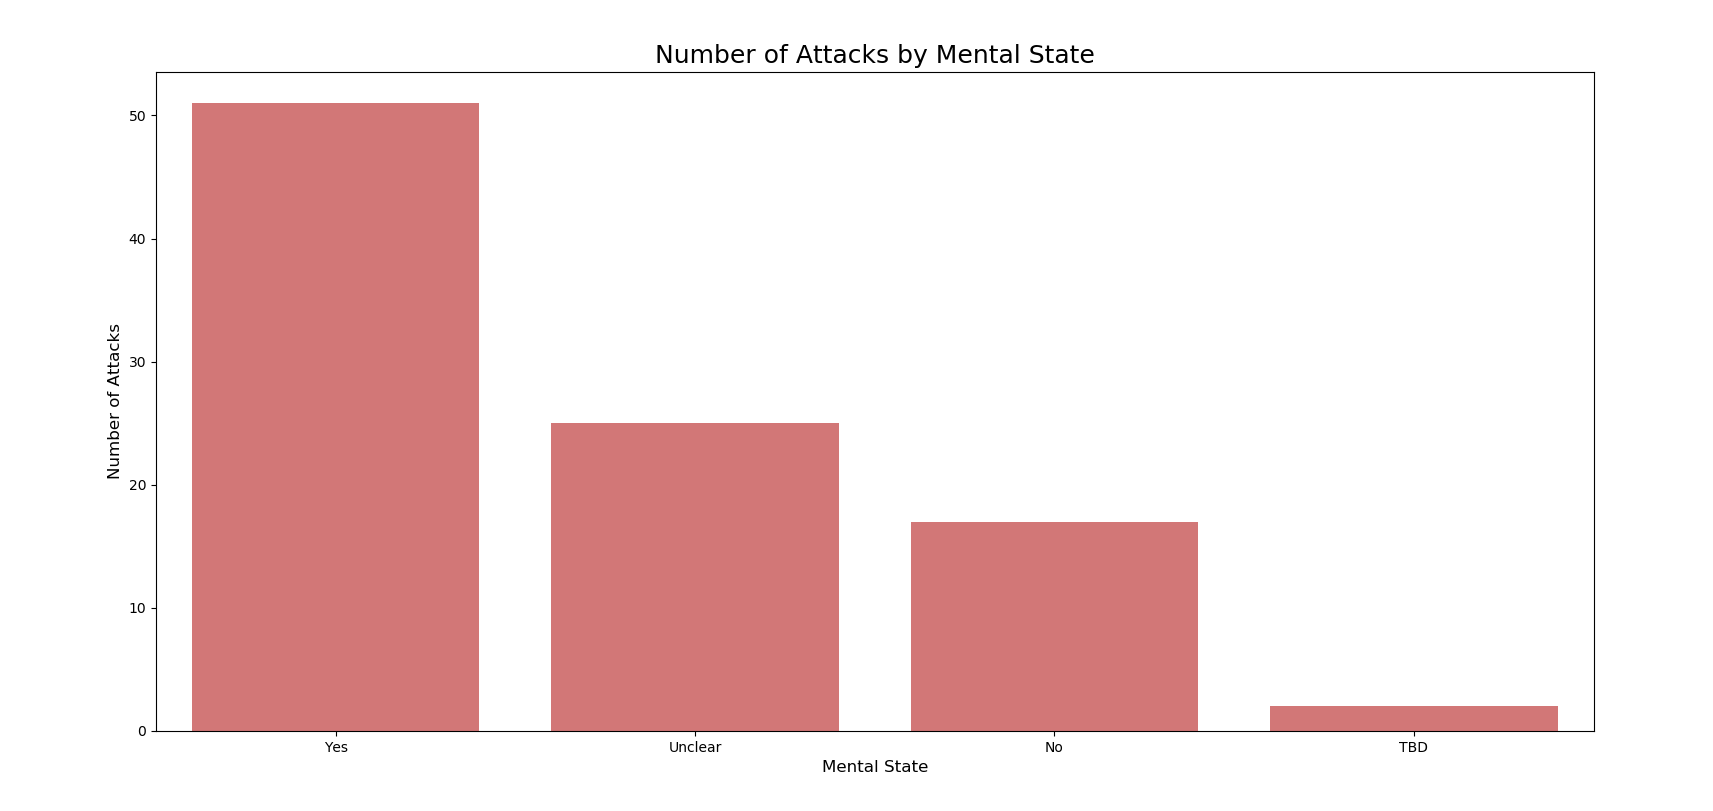 Number of Attacks by Mental State
Number of Attacks
50
40
30
20
10
0
Yes
Unclear
No
TBD
Mental State